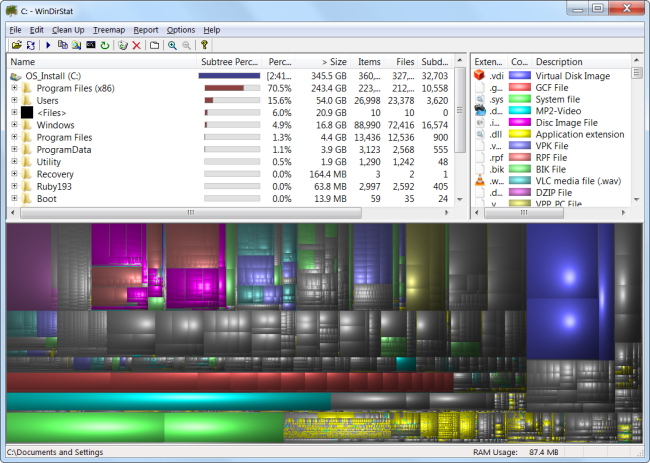 C: - WinDirStat
File Edit Clean Up Treemap Report Options Help
Name Subtree Perc... Perc... > Size Items Files Subd...
OS_Install (C:) [2:41... 345.5 GB 360,... 327,... 32,703
Program Files (x86) 70.5% 243.4 GB 223,... 212,... 10,558
Users 15.6% 54.0 GB 26,998 23,378 3,620
<Files> 6.0% 20.9 GB 10 10 0
Windows 4.9% 16.8 GB 88,990 72,416 16,574
Program Files 1.3% 4.4 GB 13,436 12,536 900
ProgramData 1.1% 3.9 GB 3,123 2,568 555
Utility 0.5% 1.9 GB 1,290 1,242 48
Recovery 0.0% 164.4 MB 3 2 1
Ruby193 0.0% 63.8 MB 2,997 2,592 405
Boot 0.0% 13.9 MB 59 35 24
Exten... Co... Description
.vdi Virtual Disk Image
.g... GCF File
.sys System file
.d... MP2-Video
.i... Disc Image File
.dll Application extension
.v... VPK File
.rpf RPF File
.bik BIK File
.w... VLC media file (.wav)
.d... DZIP File
.v... VPP_PC File
C:\Documents and Settings
RAM Usage: 87.4 MB